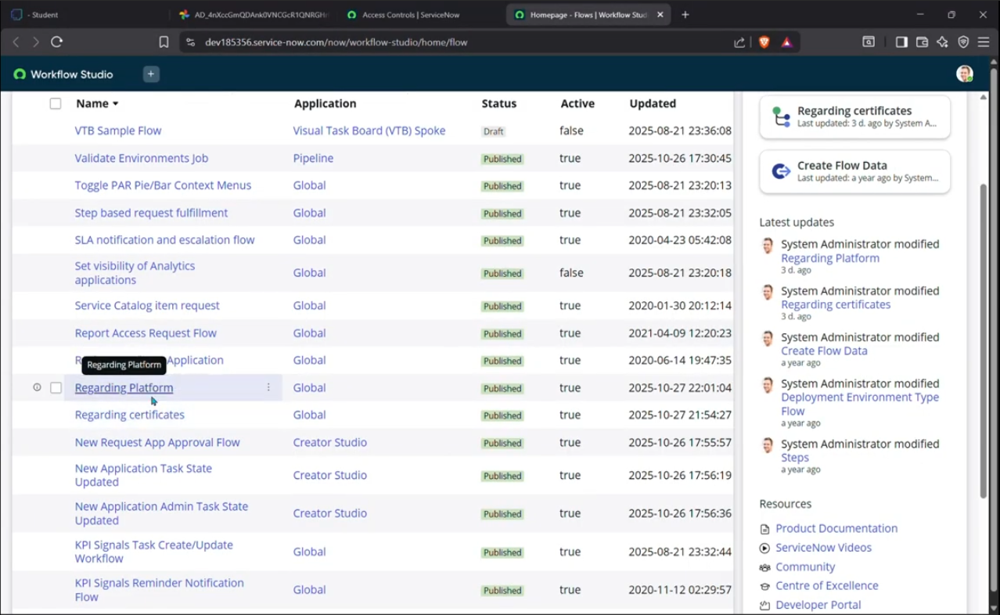 - Student
AD_4nXccGmQDAnk0VNCGcR1QNRGH
Access Controls | ServiceNow
Homepage - Flows | Workflow Stud
dev185356.service-now.com/now/workflow-studio/home/flow
Workflow Studio
Name Application Status Active Updated
VTB Sample Flow Visual Task Board (VTB) Spoke Draft false 2025-08-21 23:36:08
Validate Environments Job Pipeline Published true 2025-10-26 17:30:45
Toggle PAR Pie/Bar Context Menus Global Published true 2025-08-21 23:20:13
Step based request fulfillment Global Published true 2025-08-21 23:32:05
SLA notification and escalation flow Global Published true 2020-04-23 05:42:08
Set visibility of Analytics
applications
Global Published false 2025-08-21 23:20:18
Service Catalog item request Global Published true 2020-01-30 20:12:14
Report Access Request Flow Global Published true 2021-04-09 12:20:23
Regarding Platform
R Application Global Published true 2020-06-14 19:47:35
Regarding Platform Global Published true 2025-10-27 22:01:04
Regarding certificates Global Published true 2025-10-27 21:54:27
New Request App Approval Flow Creator Studio Published true 2025-10-26 17:55:57
New Application Task State
Updated
Creator Studio Published true 2025-10-26 17:56:19
New Application Admin Task State
Updated
Creator Studio Published true 2025-10-26 17:56:36
KPI Signals Task Create/Update
Workflow
Global Published true 2025-08-21 23:32:44
KPI Signals Reminder Notification
Flow
Global Published true 2020-11-12 02:29:57
Regarding certificates
Last updated: 3 d. ago by System A...
Create Flow Data
Last updated: a year ago by System...
Latest updates
System Administrator modified
Regarding Platform
3 d. ago
System Administrator modified
Regarding certificates
3 d. ago
System Administrator modified
Create Flow Data
a year ago
System Administrator modified
Deployment Environment Type
Flow
a year ago
System Administrator modified
Steps
a year ago
Resources
Product Documentation
ServiceNow Videos
Community
Centre of Excellence
Developer Portal